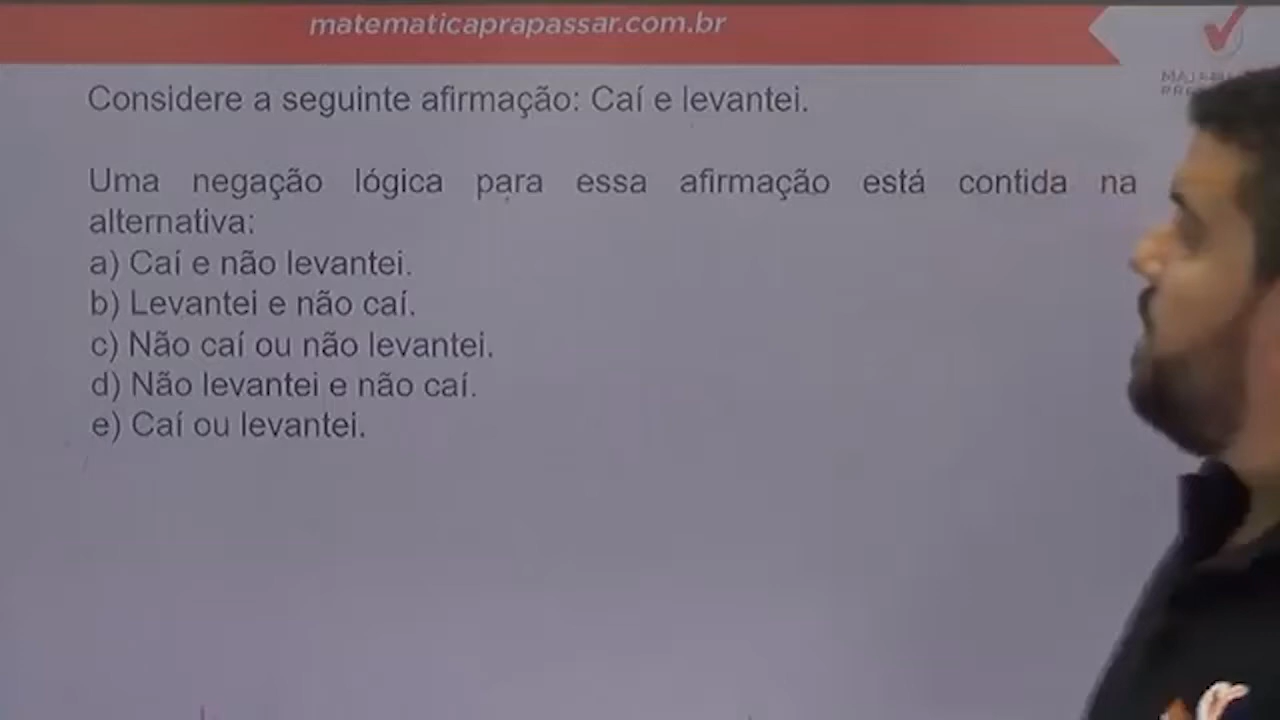 matematicaprapassar.com.br
Considere a seguinte afirmação: Caí e levantei.
Uma negação lógica para essa afirmação está contida na
alternativa:
a) Caí e não levantei.
b) Levantei e não caí.
c) Não caí ou não levantei.
d) Não levantei e não caí.
e) Caí ou levantei.